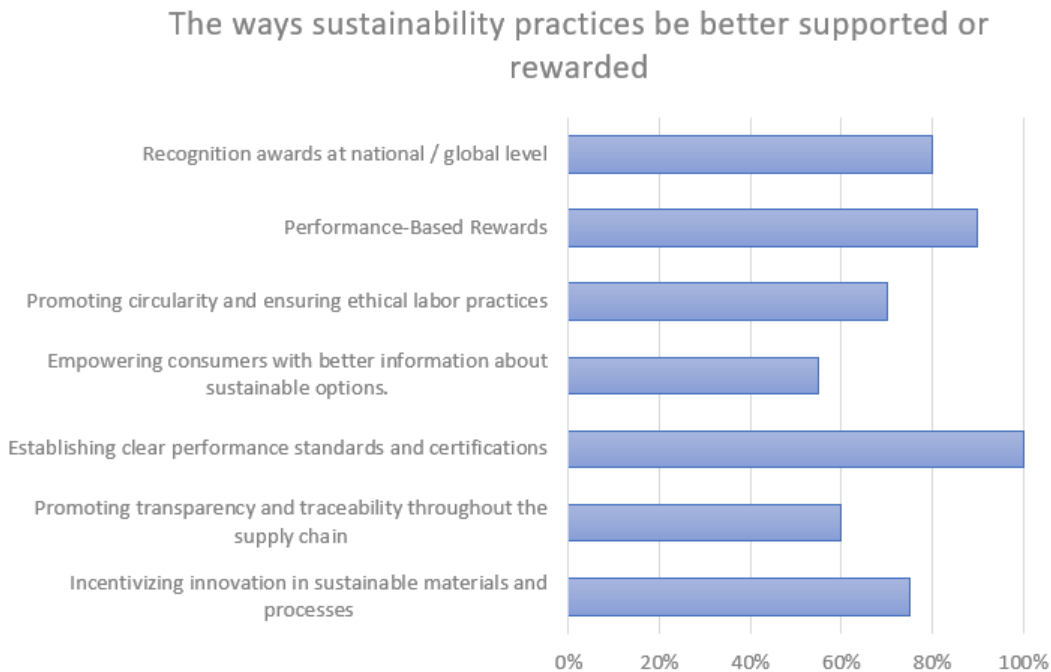 The ways sustainability practices be better supported or
rewarded
Recognition awards at national / global level
Performance-Based Rewards
Promoting circularity and ensuring ethical labor practices
Empowering consumers with better information about
sustainable options.
Establishing clear performance standards and certifications
Promoting transparency and traceability throughout the
supply chain
Incentivizing innovation in sustainable materials and
processes
0% 20% 40% 60% 80% 100%